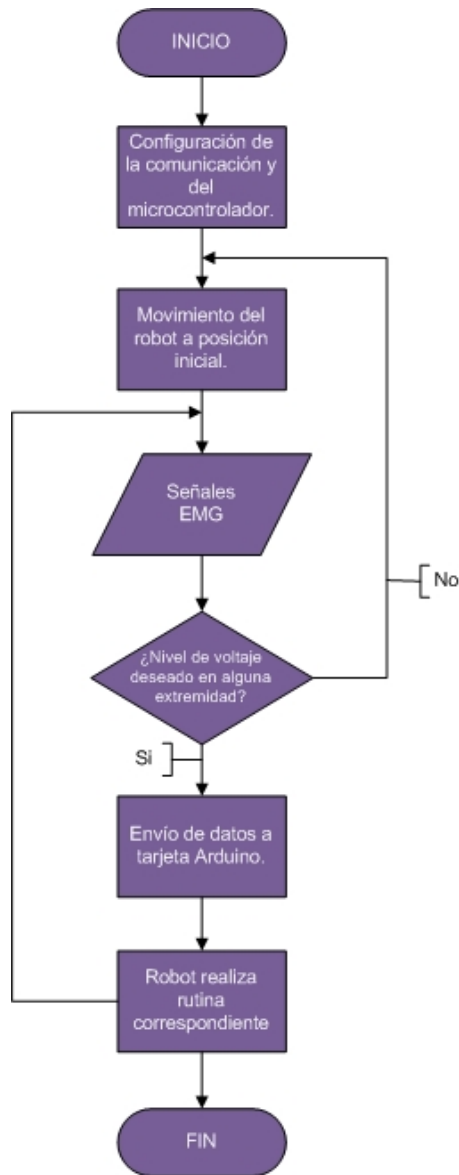 INICIO
Configuración de
la comunicación y
del
microcontrolador.
Movimiento del
robot a posición
inicial.
Señales
EMG
No
¿Nivel de voltaje
deseado en alguna
extremidad?
Si
Envío de datos a
tarjeta Arduino.
Robot realiza
rutina
correspondiente
FIN